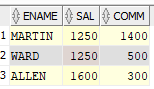 ENAME SAL COMM
1 MARTIN 1250 1400
2 WARD 1250 500
3 ALLEN 1600 300